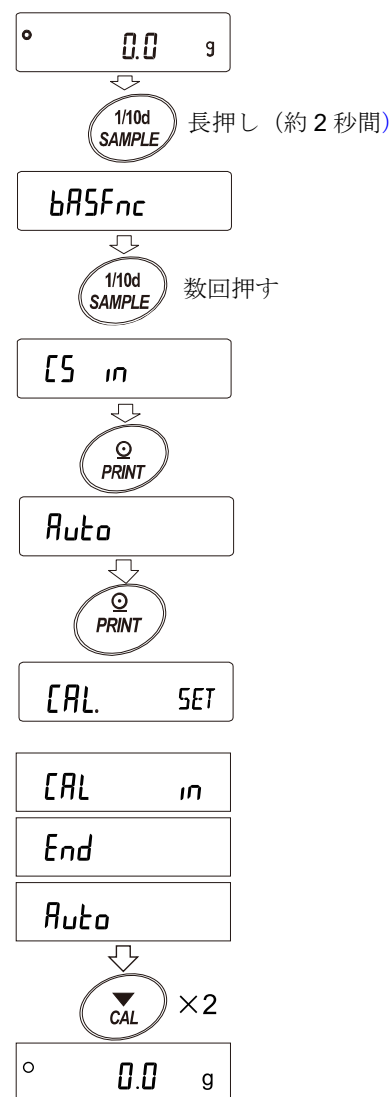 0.0 g
1/10d
SAMPLE
長押し（約 2 秒間）
bASFnc
1/10d
SAMPLE
数回押す
CS in
PRINT
Auto
PRINT
CAL. SET
CAL in
End
Auto
CAL
×2
0.0 g